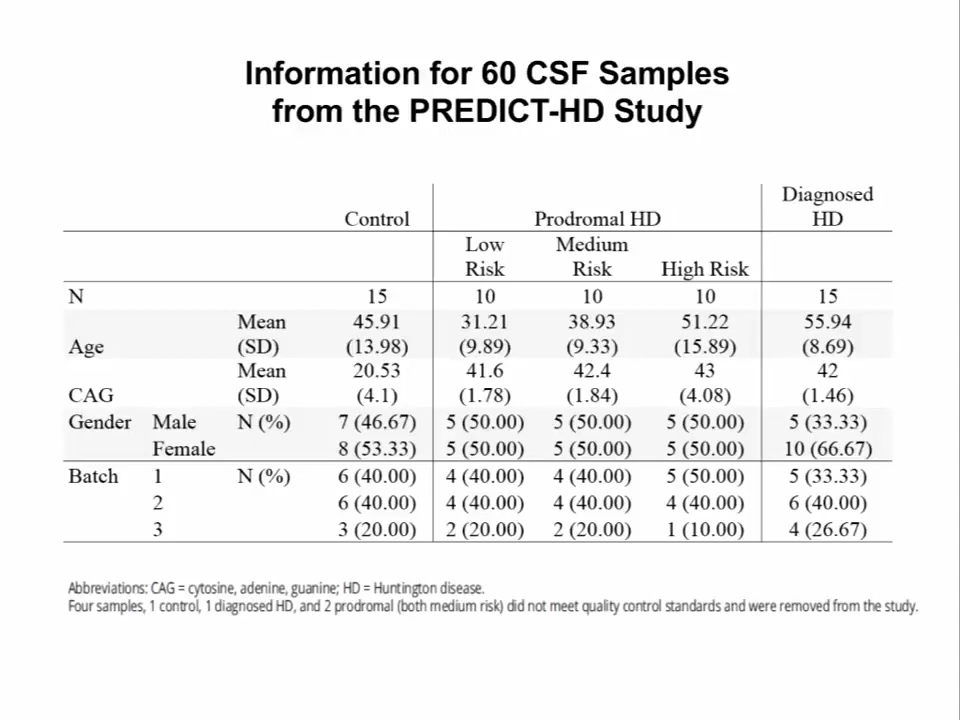 Information for 60 CSF Samples
from the PREDICT-HD Study
Diagnosed
Control Prodromal HD HD
Low Medium
Risk Risk High Risk
N 15 10 10 10 15
Mean 45.91 31.21 38.93 51.22 55.94
Age (SD) (13.98) (9.89) (9.33) (15.89) (8.69)
Mean 20.53 41.6 42.4 43 42
CAG (SD) (4.1) (1.78) (1.84) (4.08) (1.46)
Gender Male N (%) 7 (46.67) 5 (50.00) 5 (50.00) 5 (50.00) 5 (33.33)
Female 8 (53.33) 5 (50.00) 5 (50.00) 5 (50.00) 10 (66.67)
Batch 1 N (%) 6 (40.00) 4 (40.00) 4 (40.00) 5 (50.00) 5 (33.33)
2 6 (40.00) 4 (40.00) 4 (40.00) 4 (40.00) 6 (40.00)
3 3 (20.00) 2 (20.00) 2 (20.00) 1 (10.00) 4 (26.67)
Abbreviations: CAG = cytosine, adenine, guanine; HD = Huntington disease.
Four samples, 1 control, 1 diagnosed HD, and 2 prodromal (both medium risk) did not meet quality control standards and were removed from the study.